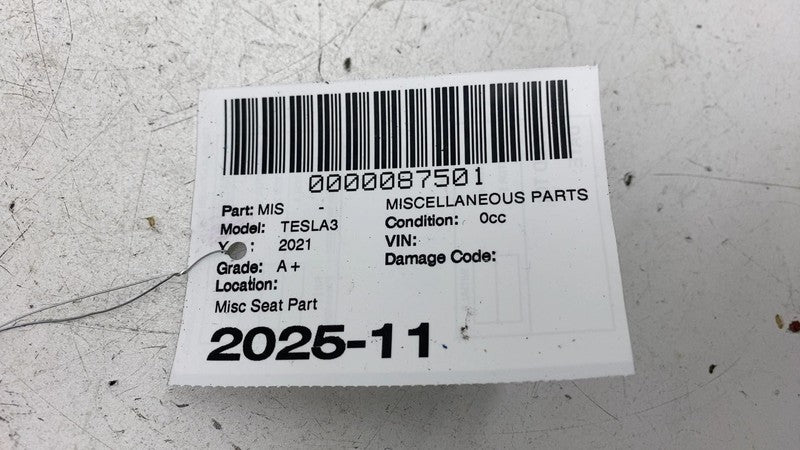 0000087501
Part: MIS - MISCELLANEOUS PARTS
Model: TESLA3 Condition: 0cc
Y : 2021 VIN:
Grade: A+ Damage Code:
Location:
Misc Seat Part
2025-11